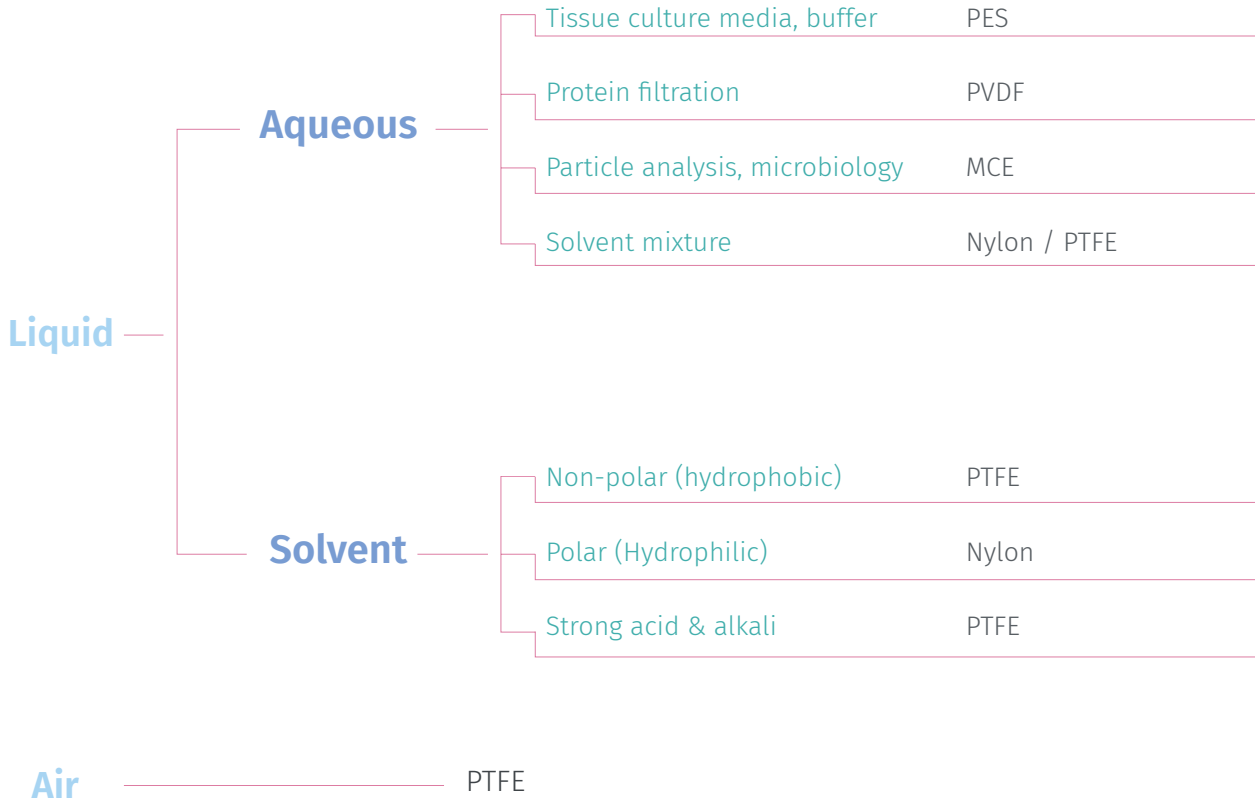 Tissue culture media, buffer PES
Protein filtration PVDF
Aqueous
Particle analysis, microbiology MCE
Solvent mixture Nylon / PTFE
Liquid
Non-polar (hydrophobic) PTFE
Solvent
Polar (Hydrophilic) Nylon
Strong acid & alkali PTFE
Air PTFE